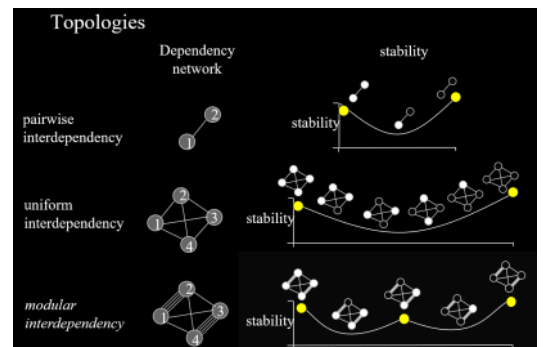 Topologies
Dependency
network
stability
pairwise
interdependency
2
1
stability
uniform
interdependency
2
1
3
4
stability
modular
interdependency
2
1
3
4
stability